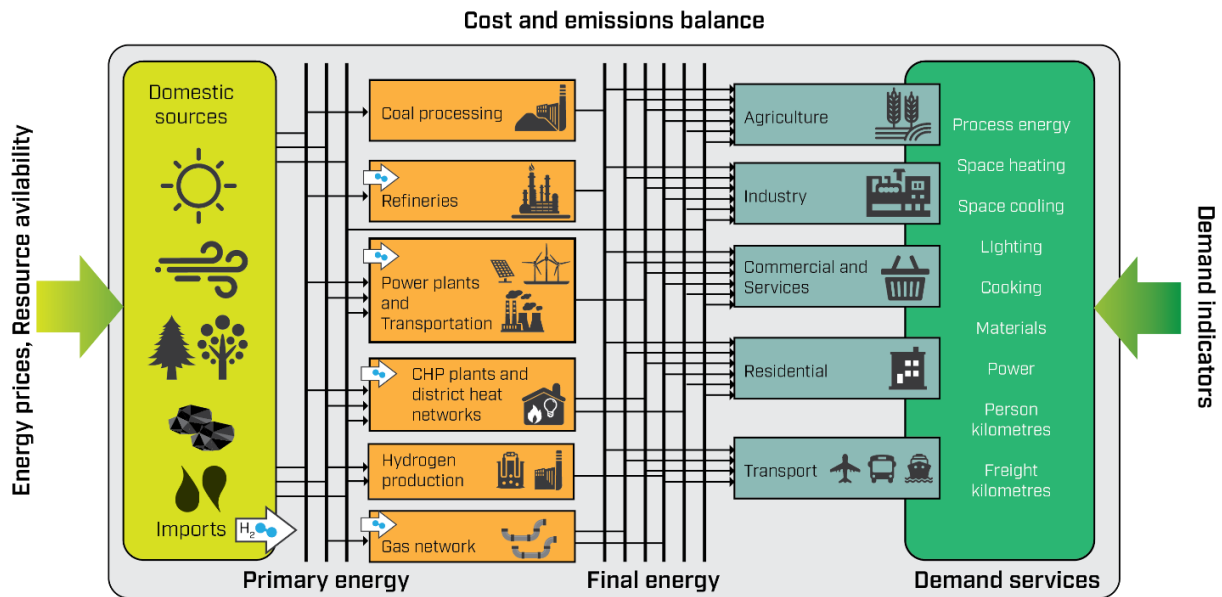 Cost and emissions balance
Energy prices, Resource avilability
Domestic
sources
Imports
H2
Primary energy
Coal processing
Refineries
Power plants
and
Transportation
CHP plants and
district heat
networks
Hydrogen
production
Gas network
Final energy
Agriculture
Industry
Commercial and
Services
Residential
Transport
Process energy
Space heating
Space cooling
LIghting
Cooking
Materials
Power
Person
kilometres
Freight
kilometres
Demand services
Demand indicators